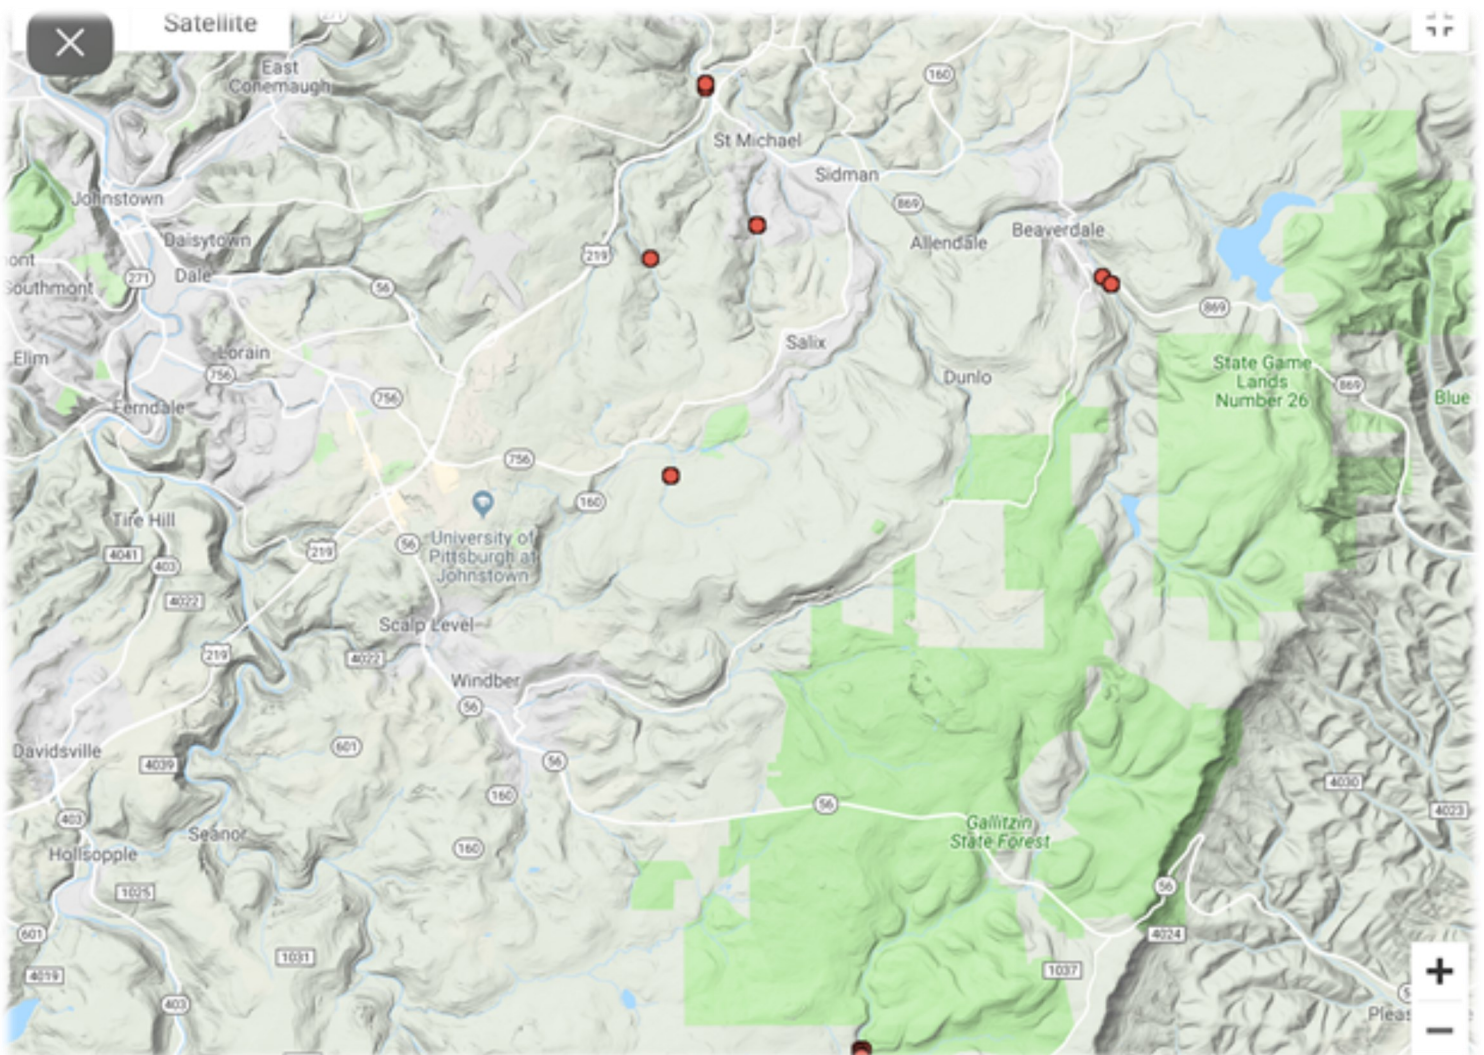 Satellite
271
East
Conemaugh
160
St Michael
Sidman
Johnstown
869
Daisytown
Beaverdale
Allendale
219
271
Dale
Southmont
56
869
Salix
Elim
Lorain
State Game
Lands
Number 26
756
Dunlo
869
756
Blue
Ferndale
756
160
Tire Hill
University of
Pittsburgh at
Johnstown
219
56
4041
403
4022
Scalp Level
219
4022
Windber
56
601
Davidsville
56
4039
4030
160
56
4023
403
Seanor
Gallitzin
State Forest
160
Hollsopple
56
1025
601
4024
1031
1037
4019
403